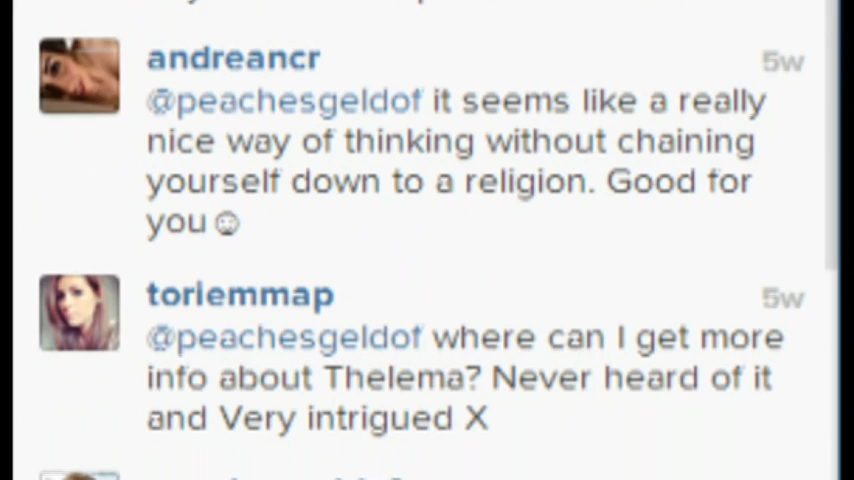 andreancr 5w
@peachesgeldof it seems like a really
nice way of thinking without chaining
yourself down to a religion. Good for
you☺
toriemmap 5w
@peachesgeldof where can I get more
info about Thelema? Never heard of it
and Very intrigued X